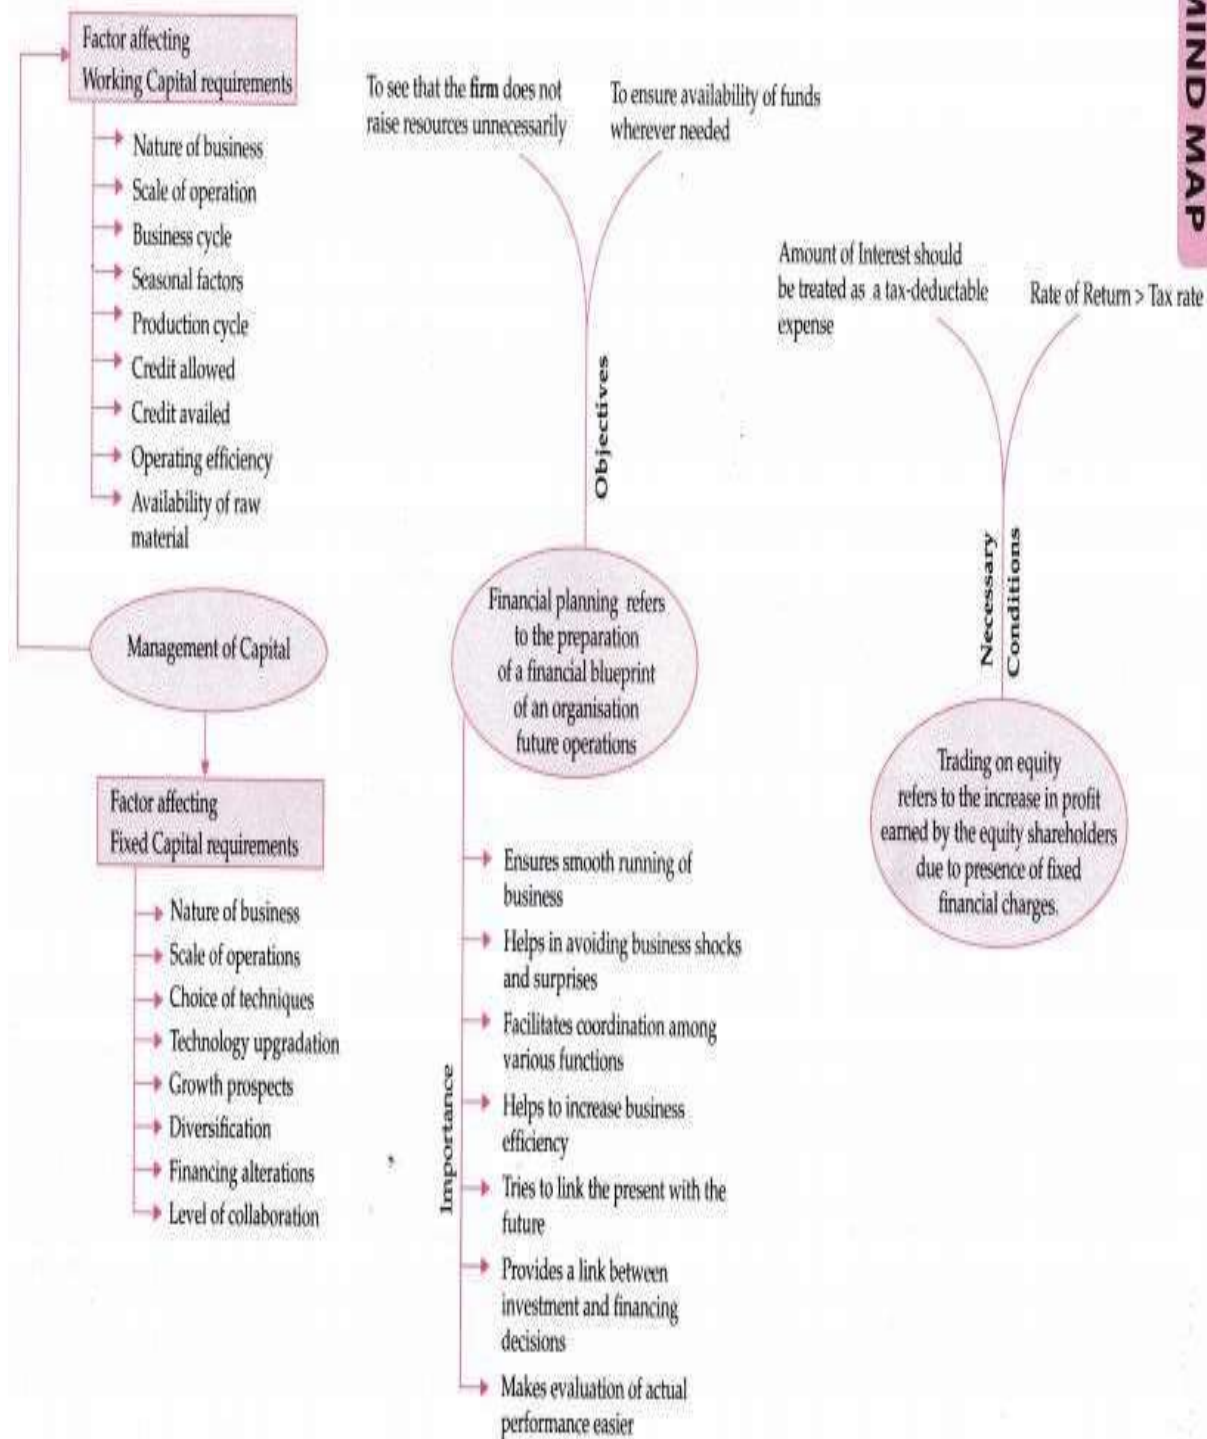 MIND MAP
Factor affecting
Working Capital requirements
Nature of business
Scale of operation
Business cycle
Seasonal factors
Production cycle
Credit allowed
Credit availed
Operating efficiency
Availability of raw
material
Management of Capital
Factor affecting
Fixed Capital requirements
Nature of business
Scale of operations
Choice of techniques
Technology upgradation
Growth prospects
Diversification
Financing alterations
Level of collaboration
To see that the firm does not
raise resources unnecessarily
To ensure availability of funds
wherever needed
Objectives
Financial planning refers
to the preparation
of a financial blueprint
of an organisation
future operations
Importance
Ensures smooth running of
business
Helps in avoiding business shocks
and surprises
Facilitates coordination among
various functions
Helps to increase business
efficiency
Tries to link the present with the
future
Provides a link between
investment and financing
decisions
Makes evaluation of actual
performance easier
Amount of Interest should
be treated as a tax-deductable
expense
Rate of Return > Tax rate
Necessary
Conditions
Trading on equity
refers to the increase in profit
earned by the equity shareholders
due to presence of fixed
financial charges.